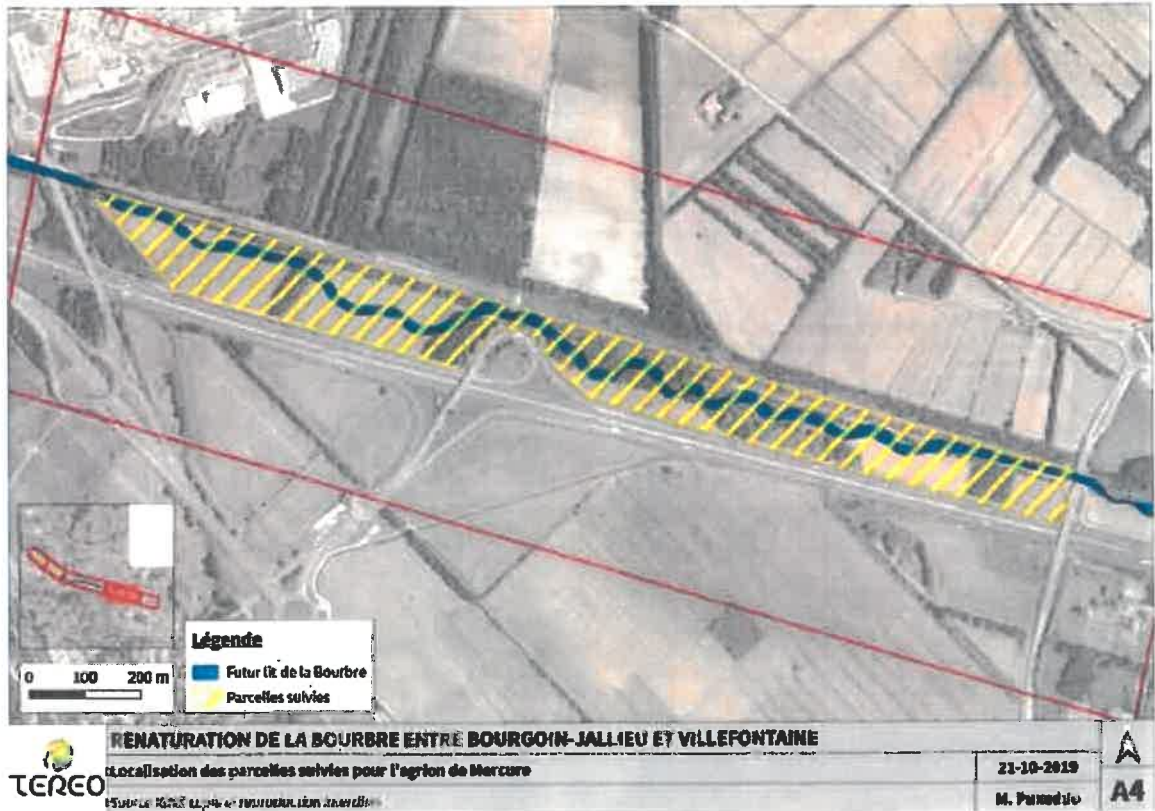 Légende
Futur lit de la Bourbre
Parcelles suivies
0 100 200 m
RENATURATION DE LA BOURBRE ENTRE BOURGOIN-JALLIEU ET VILLEFONTAINE
Localisation des parcelles suivies pour l'agrion de Mercure
21-10-2019
A4
TEREO
M.